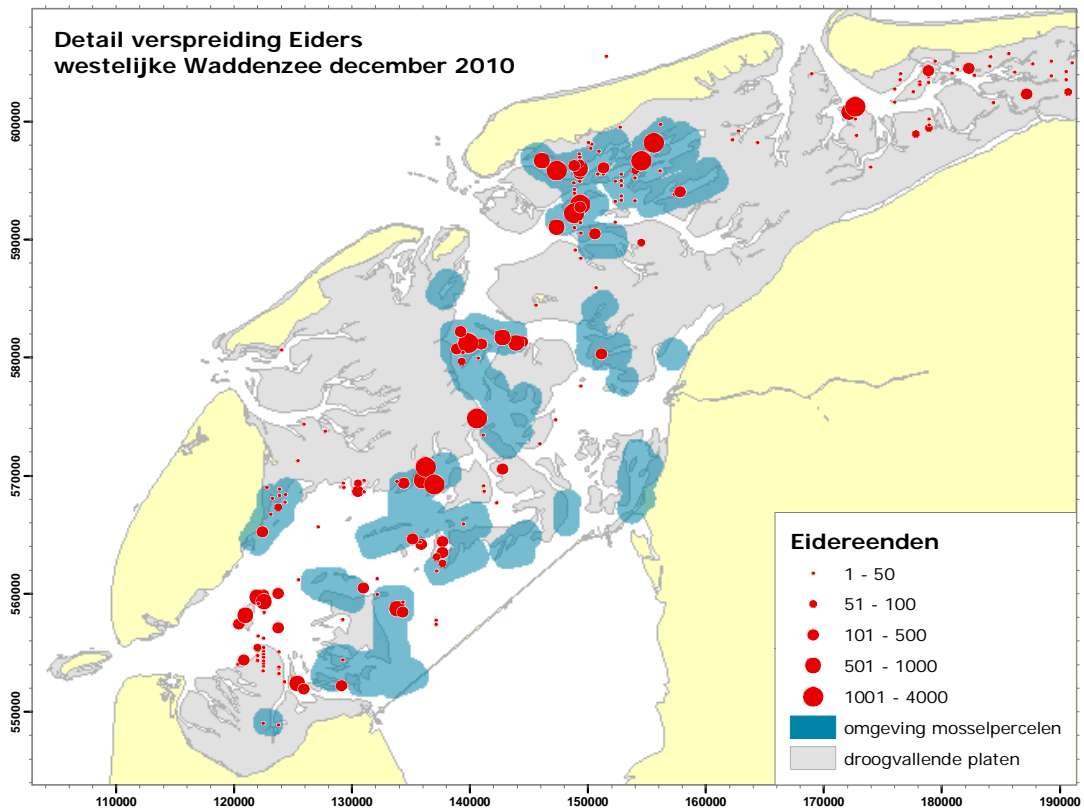 Detail verspreiding Eiders
westelijke Waddenzee december 2010
600000
590000
580000
570000
560000
550000
Eidereenden
1 - 50
51 - 100
101 - 500
501 - 1000
1001 - 4000
omgeving mosselpercelen
droogvallende platen
110000 120000 130000 140000 150000 160000 170000 180000 190000